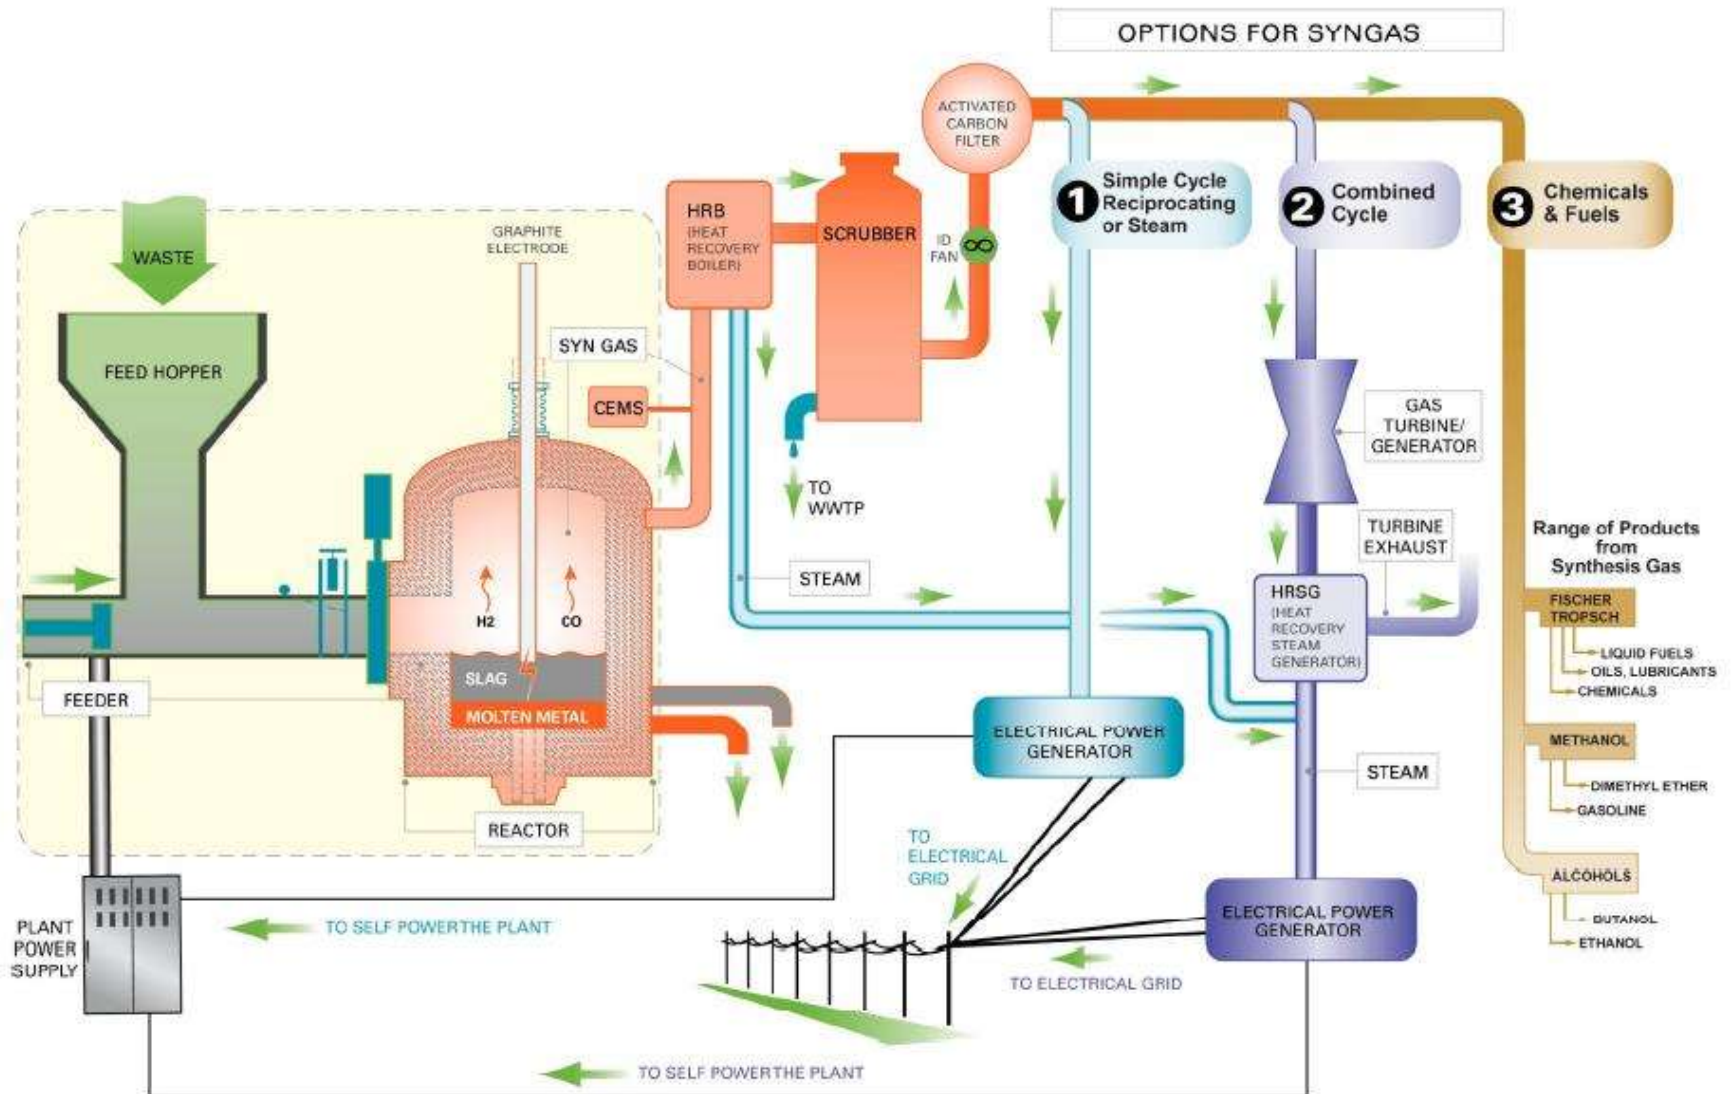 OPTIONS FOR SYNGAS
WASTE
FEED HOPPER
FEEDER
PLANT
POWER
SUPPLY
GRAPHITE
ELECTRODE
SYN GAS
CEMS
H2
CO
SLAG
MOLTEN METAL
REACTOR
HRB
(HEAT
RECOVERY
BOILER)
SCRUBBER
TO
WWTP
STEAM
ID
FAN
ACTIVATED
CARBON
FILTER
1
Simple Cycle
Reciprocating
or Steam
2
Combined
Cycle
3
Chemicals
& Fuels
GAS
TURBINE/
GENERATOR
TURBINE
EXHAUST
HRSG
(HEAT
RECOVERY
STEAM
GENERATOR)
STEAM
ELECTRICAL POWER
GENERATOR
ELECTRICAL POWER
GENERATOR
TO
ELECTRICAL
GRID
TO ELECTRICAL GRID
TO SELF POWERTHE PLANT
TO SELF POWERTHE PLANT
Range of Products
from
Synthesis Gas
FISCHER
TROPSCH
LIQUID FUELS
OILS, LUBRICANTS
CHEMICALS
METHANOL
DIMETHYL ETHER
GASOLINE
ALCOHOLS
BUTANOL
ETHANOL